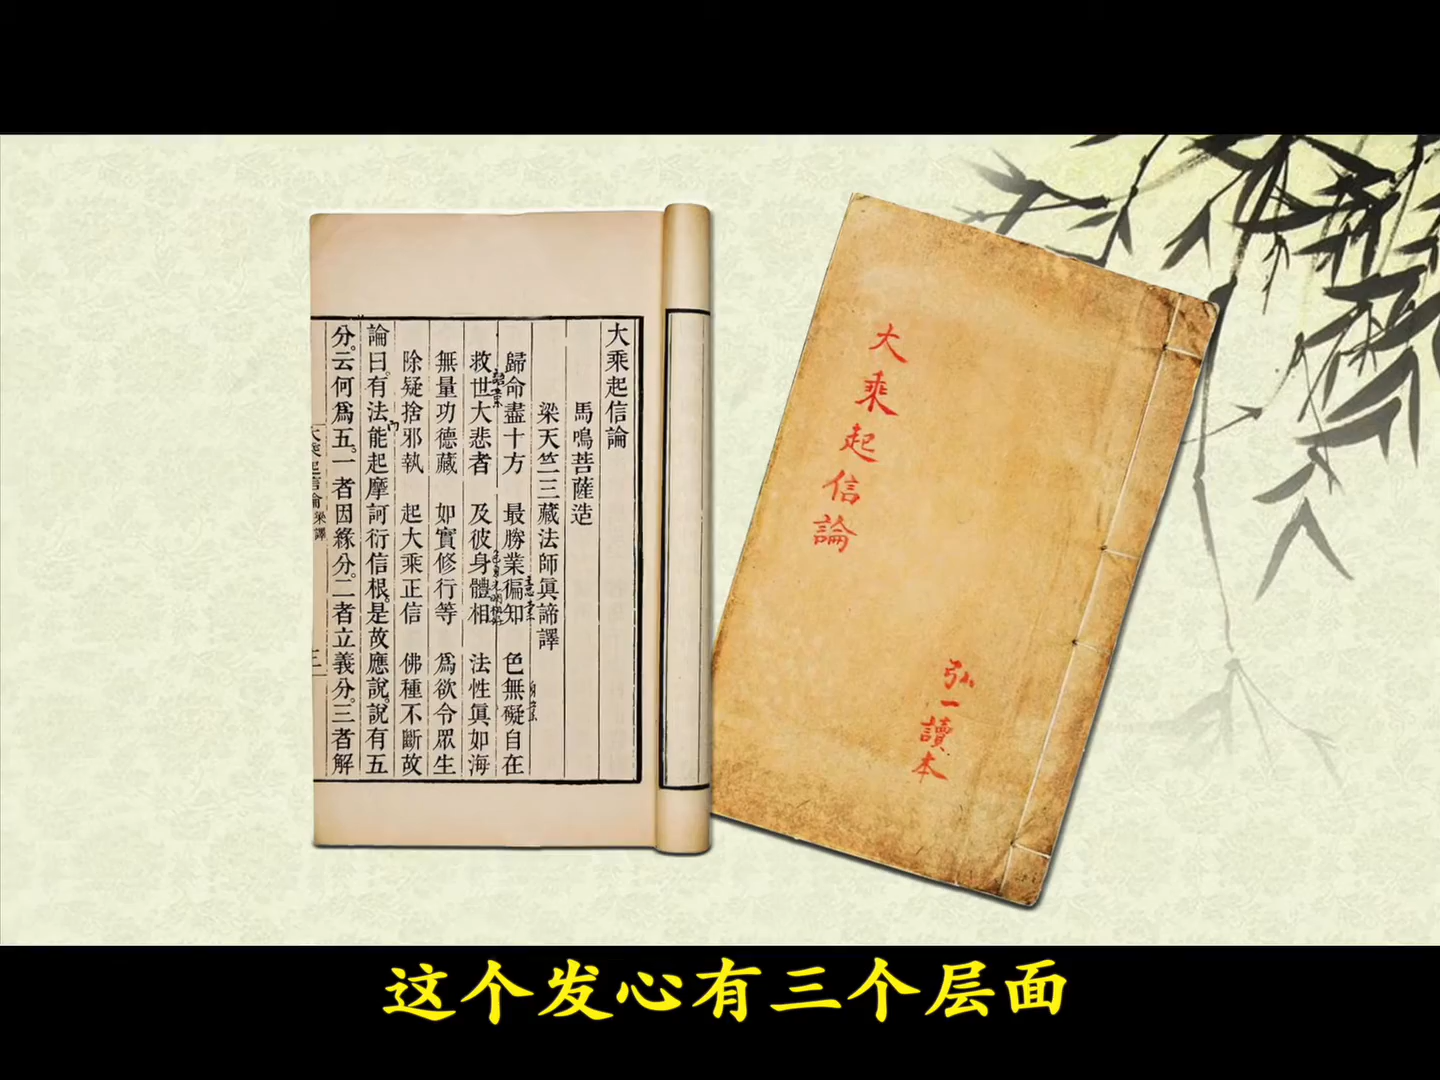 大乘起信論
馬鳴菩薩造
梁天竺三藏法師眞諦譯
歸命盡十方　最勝業徧知　色無礙自在
救世大悲者　及彼身體相　法性眞如海
無量功德藏　如實修行等　爲欲令眾生
除疑捨邪執　起大乘正信　佛種不斷故
論曰。有法能起摩訶衍信根。是故應說。說有五
分。云何爲五。一者因緣分。二者立義分。三者解
大乘起信論
弘一讀本
这个发心有三个层面